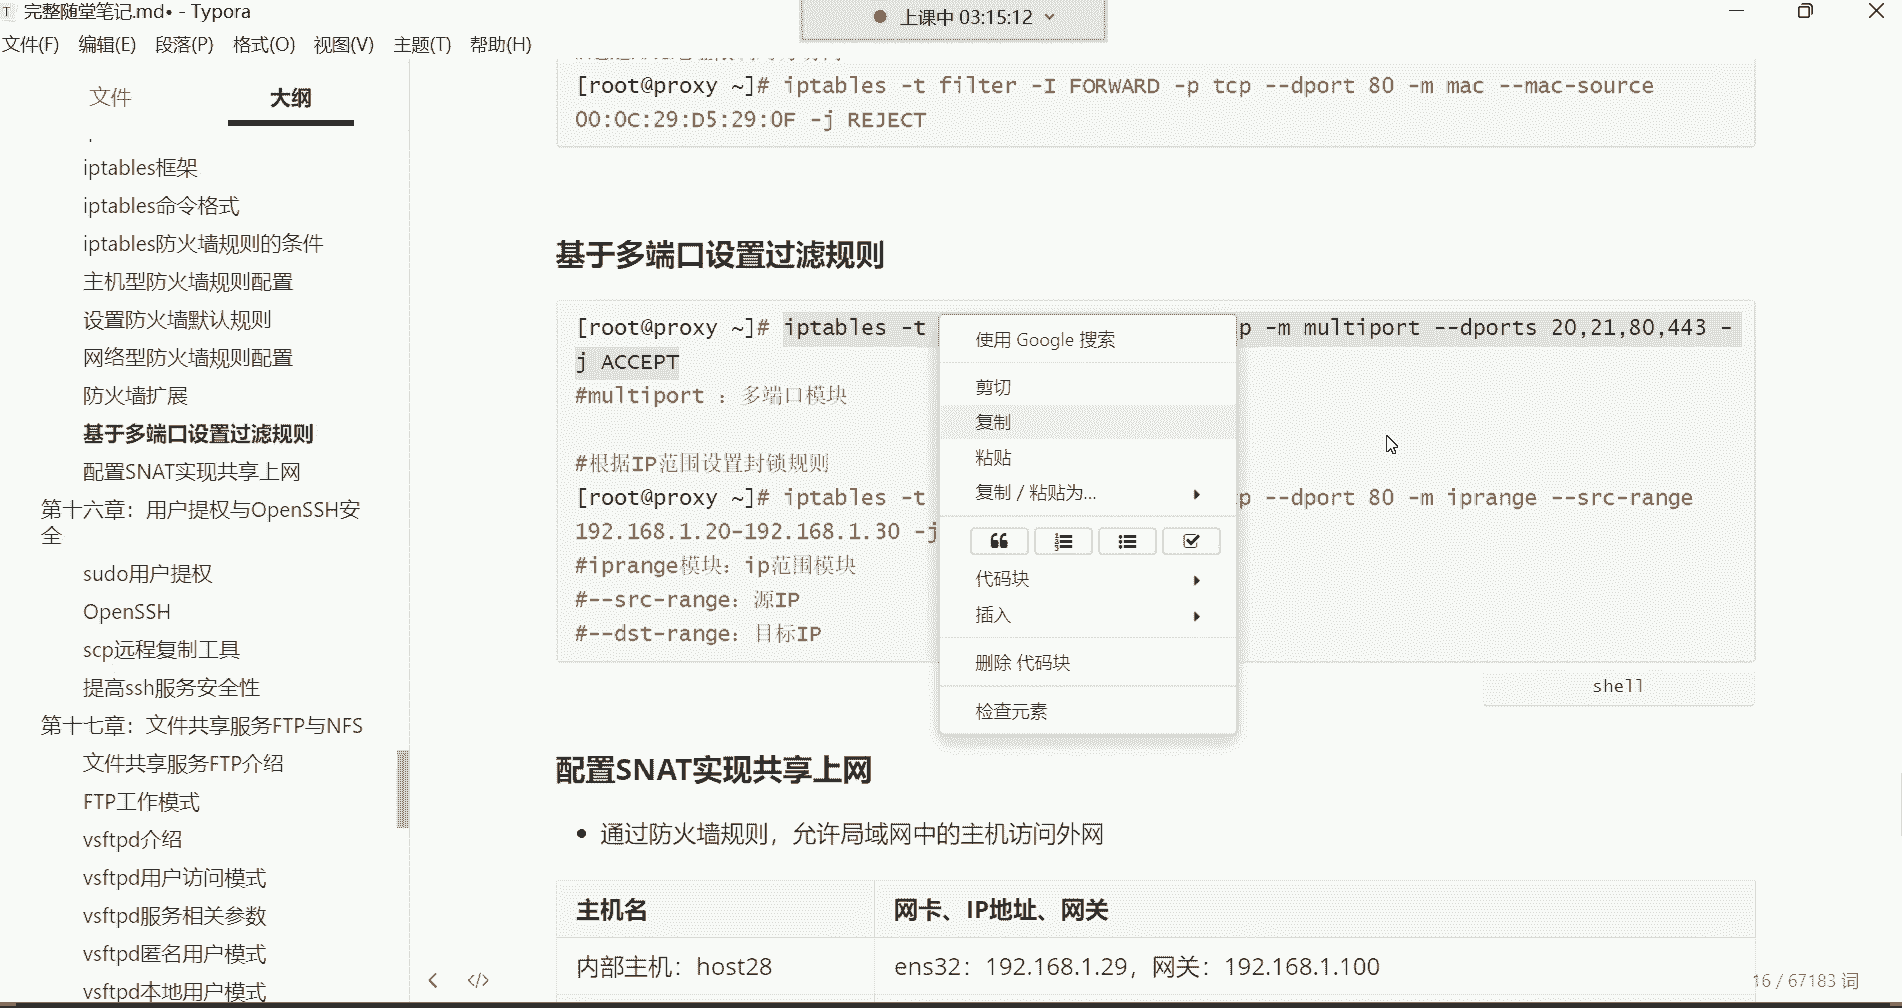 完整随堂笔记.md• - Typora
上课中 03:15:12
文件(F) 编辑(E) 段落(P) 格式(O) 视图(V) 主题(T) 帮助(H)
文件 大纲
iptables框架
iptables命令格式
iptables防火墙规则的条件
主机型防火墙规则配置
设置防火墙默认规则
网络型防火墙规则配置
防火墙扩展
基于多端口设置过滤规则
配置SNAT实现共享上网
第十六章：用户提权与OpenSSH安
全
sudo用户提权
OpenSSH
scp远程复制工具
提高ssh服务安全性
第十七章：文件共享服务FTP与NFS
文件共享服务FTP介绍
FTP工作模式
vsftpd介绍
vsftpd用户访问模式
vsftpd服务相关参数
vsftpd匿名用户模式
vsftpd本地用户模式
[root@proxy ~]# iptables -t filter -I FORWARD -p tcp --dport 80 -m mac --mac-source
00:0C:29:D5:29:0F -j REJECT
基于多端口设置过滤规则
[root@proxy ~]# iptables -t p -m multiport --dports 20,21,80,443 -
j ACCEPT
#multiport ：多端口模块
#根据IP范围设置封锁规则
[root@proxy ~]# iptables -t p --dport 80 -m iprange --src-range
192.168.1.20-192.168.1.30 -j
#iprange模块：ip范围模块
#--src-range：源IP
#--dst-range：目标IP
shell
使用 Google 搜索
剪切
复制
粘贴
复制 / 粘贴为...
代码块
插入
删除 代码块
检查元素
配置SNAT实现共享上网
• 通过防火墙规则，允许局域网中的主机访问外网
主机名 网卡、IP地址、网关
内部主机：host28 ens32：192.168.1.29，网关：192.168.1.100
16 / 67183 词